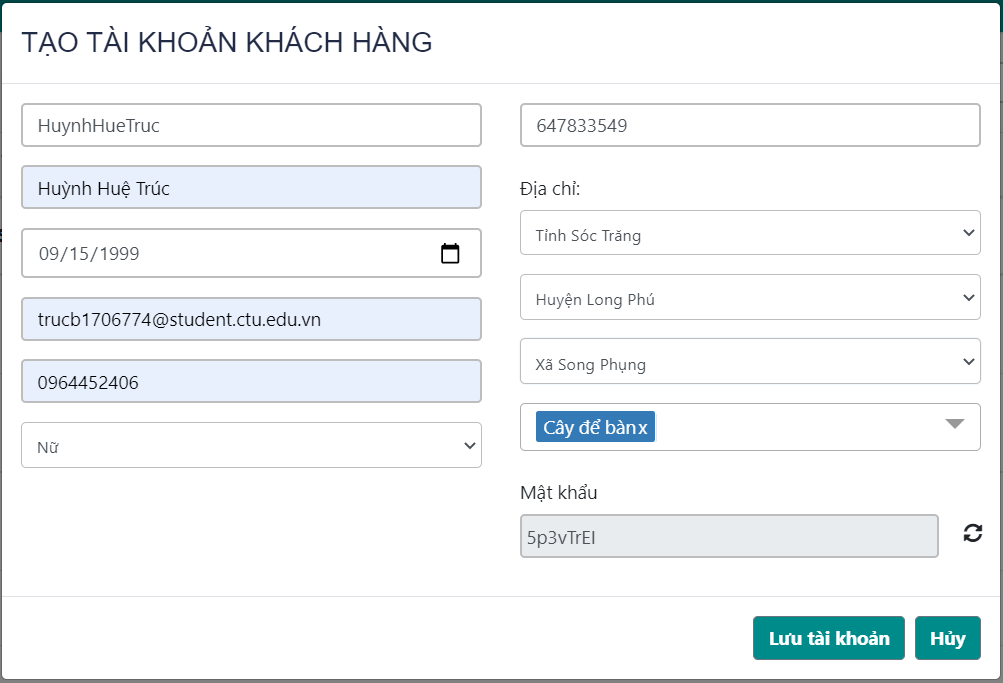 TẠO TÀI KHOẢN KHÁCH HÀNG
HuynhHueTruc
Huỳnh Huệ Trúc
09/15/1999
trucb1706774@student.ctu.edu.vn
0964452406
Nữ
647833549
Địa chỉ:
Tỉnh Sóc Trăng
Huyện Long Phú
Xã Song Phụng
Cây để bàn x
Mật khẩu
5p3vTrEI
Lưu tài khoản
Hủy